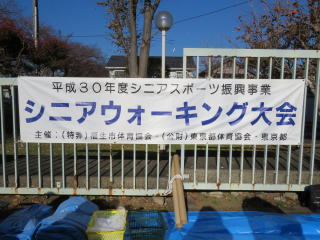 平成30年度シニアスポーツ振興事業
シニアウォーキング大会
主催：(特非)福生市体育協会・(公財)東京都体育協会・東京都